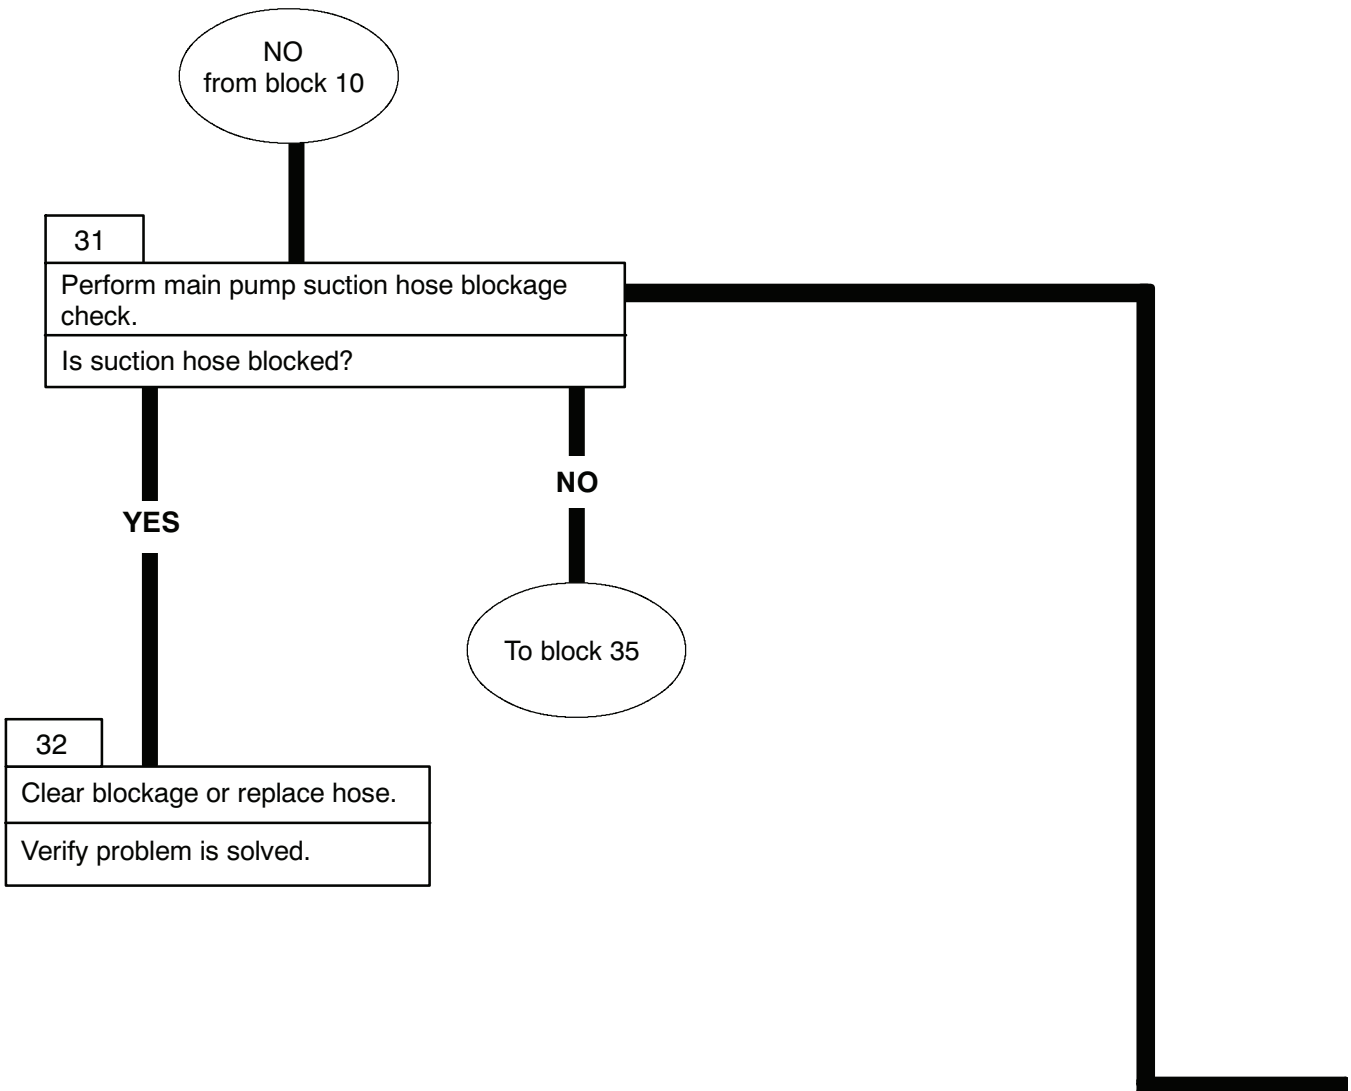 NO
from block 10
31
Perform main pump suction hose blockage
check.
Is suction hose blocked?
NO
YES
To block 35
32
Clear blockage or replace hose.
Verify problem is solved.